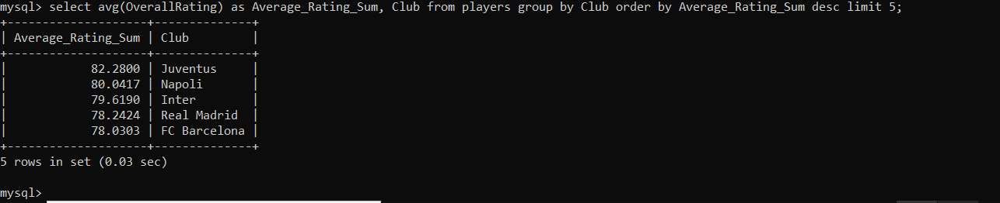 mysql> select avg(OverallRating) as Average_Rating_Sum, Club from players group by Club order by Average_Rating_Sum desc limit 5;
+--------------------+--------------+
| Average_Rating_Sum | Club         |
+--------------------+--------------+
|            82.2800 | Juventus     |
|            80.0417 | Napoli       |
|            79.6190 | Inter        |
|            78.2424 | Real Madrid  |
|            78.0303 | FC Barcelona |
+--------------------+--------------+
5 rows in set (0.03 sec)
mysql>